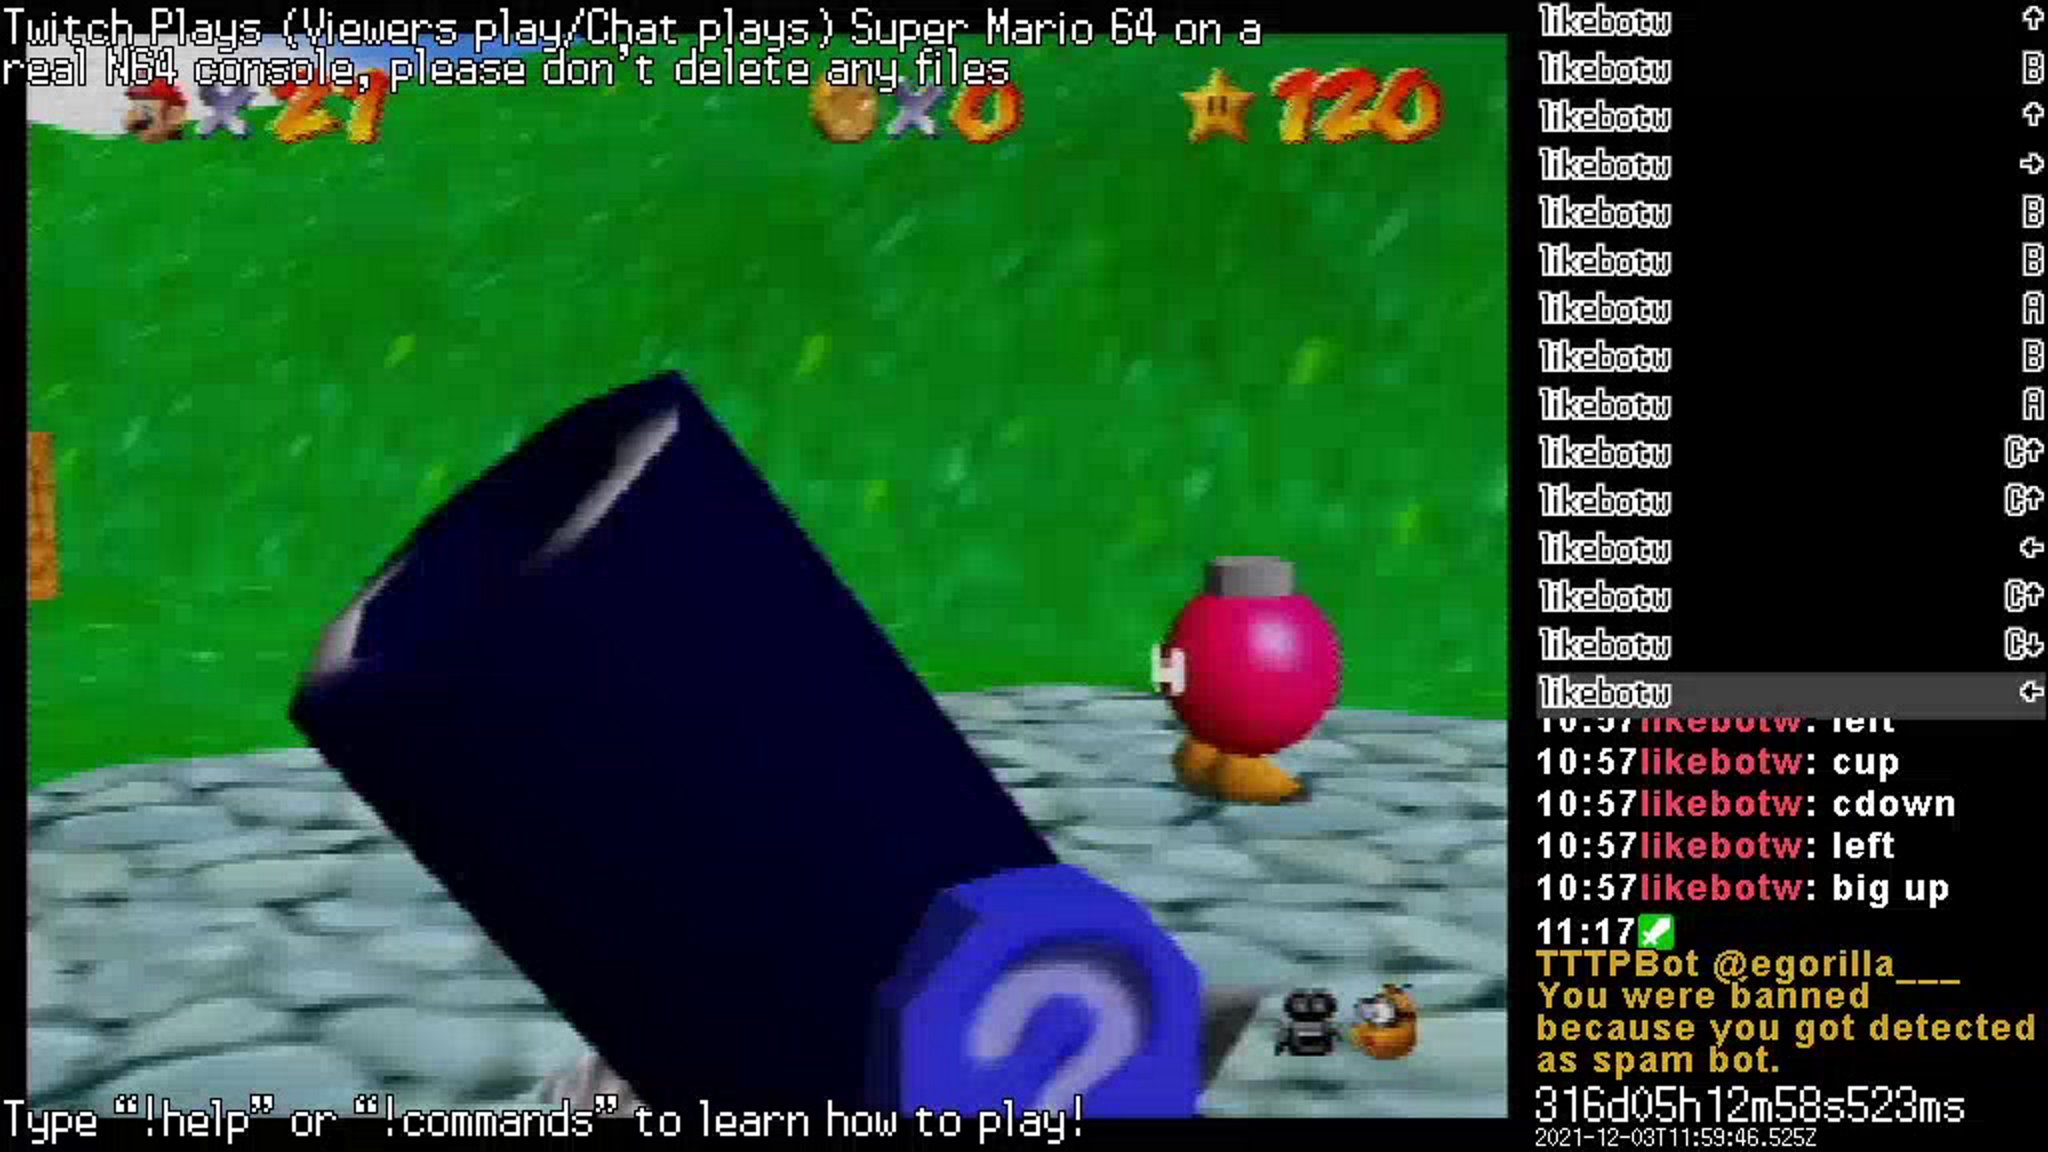 Twitch Plays (Viewers play/Chat plays) Super Mario 64 on a
real N64 console, please don't delete any files
x 21
x 0
120
likebotw ↑
likebotw B
likebotw ↑
likebotw →
likebotw B
likebotw B
likebotw A
likebotw B
likebotw A
likebotw C↑
likebotw C↑
likebotw ←
likebotw C↑
likebotw C↓
likebotw ←
10:57likebotw: left
10:57likebotw: cup
10:57likebotw: cdown
10:57likebotw: left
10:57likebotw: big up
11:17
TTTPBot @egorilla___
You were banned
because you got detected
as spam bot.
?
Type “!help” or “!commands” to learn how to play!
316d05h12m58s523ms
2021-12-03T11:59:46.525Z